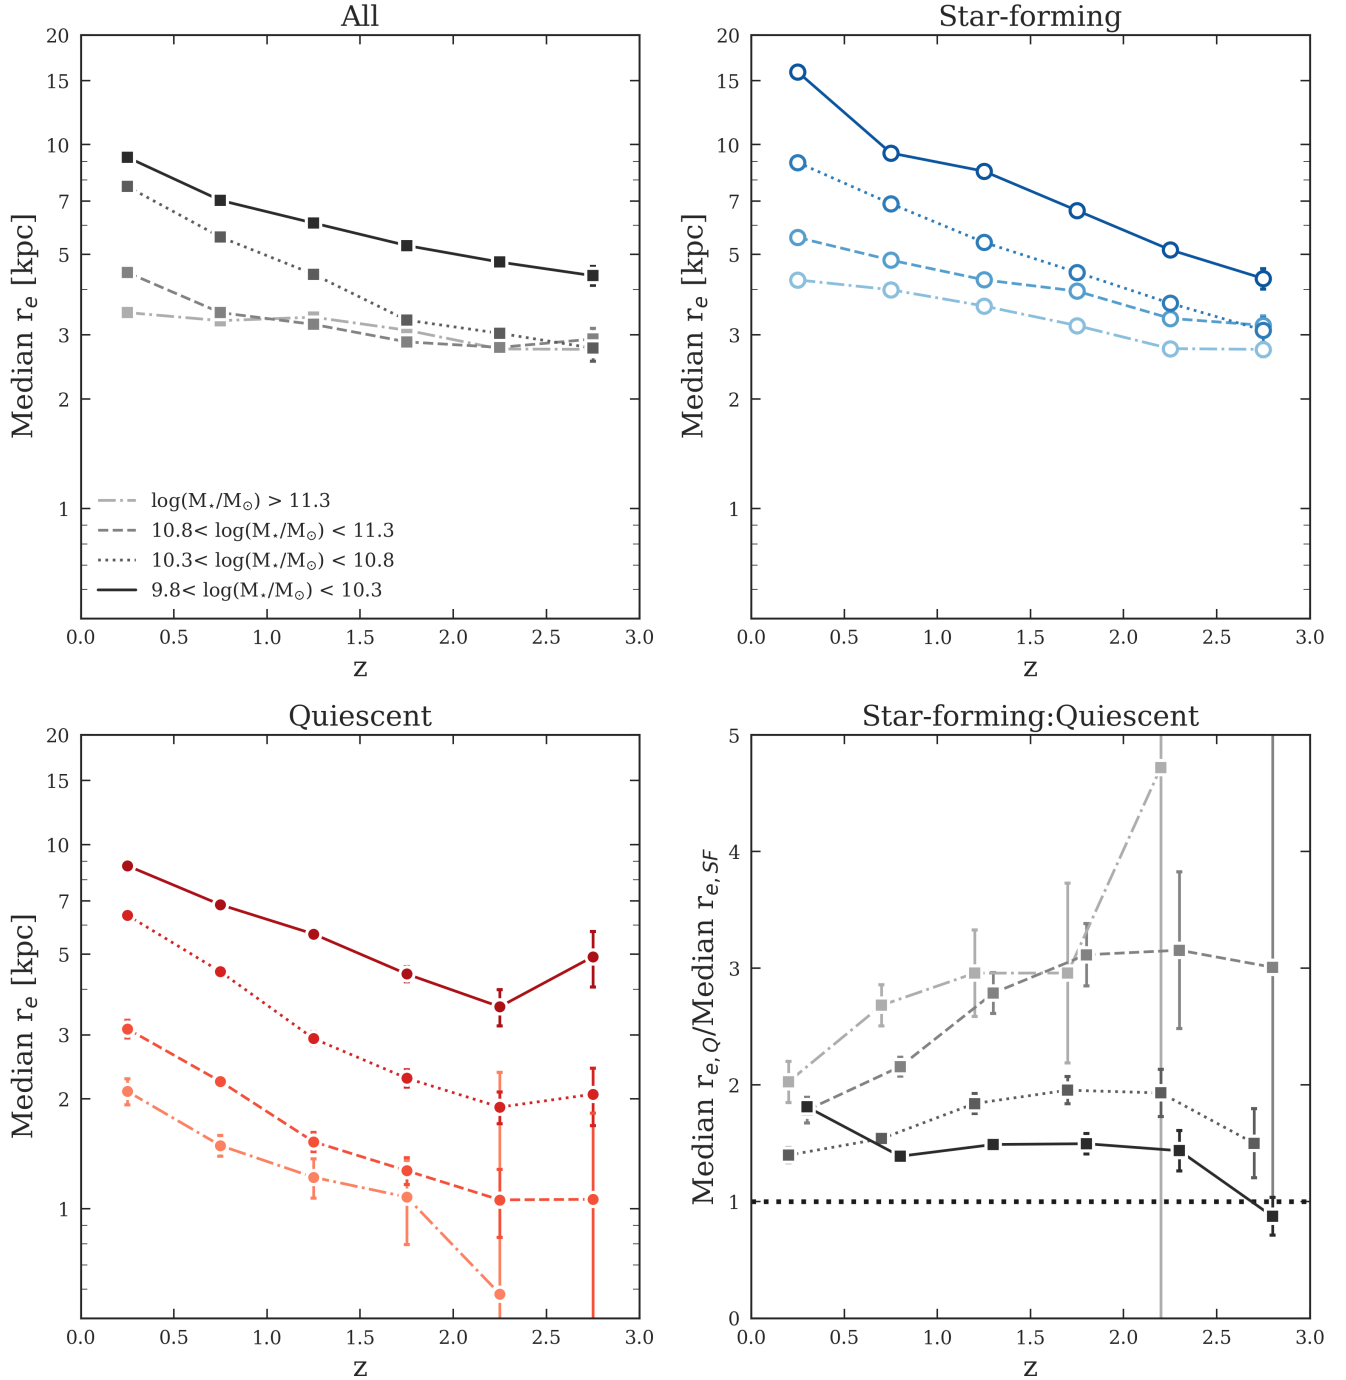 All
Star-forming
20
15
10
7
5
3
2
1
Median r_e [kpc]
log(M⋆/M⊙) > 11.3
10.8< log(M⋆/M⊙) < 11.3
10.3< log(M⋆/M⊙) < 10.8
9.8< log(M⋆/M⊙) < 10.3
0.0 0.5 1.0 1.5 2.0 2.5 3.0
z
20
15
10
7
5
3
2
1
Median r_e [kpc]
0.0 0.5 1.0 1.5 2.0 2.5 3.0
z
Quiescent
Star-forming:Quiescent
20
15
10
7
5
3
2
1
Median r_e [kpc]
0.0 0.5 1.0 1.5 2.0 2.5 3.0
z
5
4
3
2
1
0
Median r_e,Q/Median r_e,SF
0.0 0.5 1.0 1.5 2.0 2.5 3.0
z